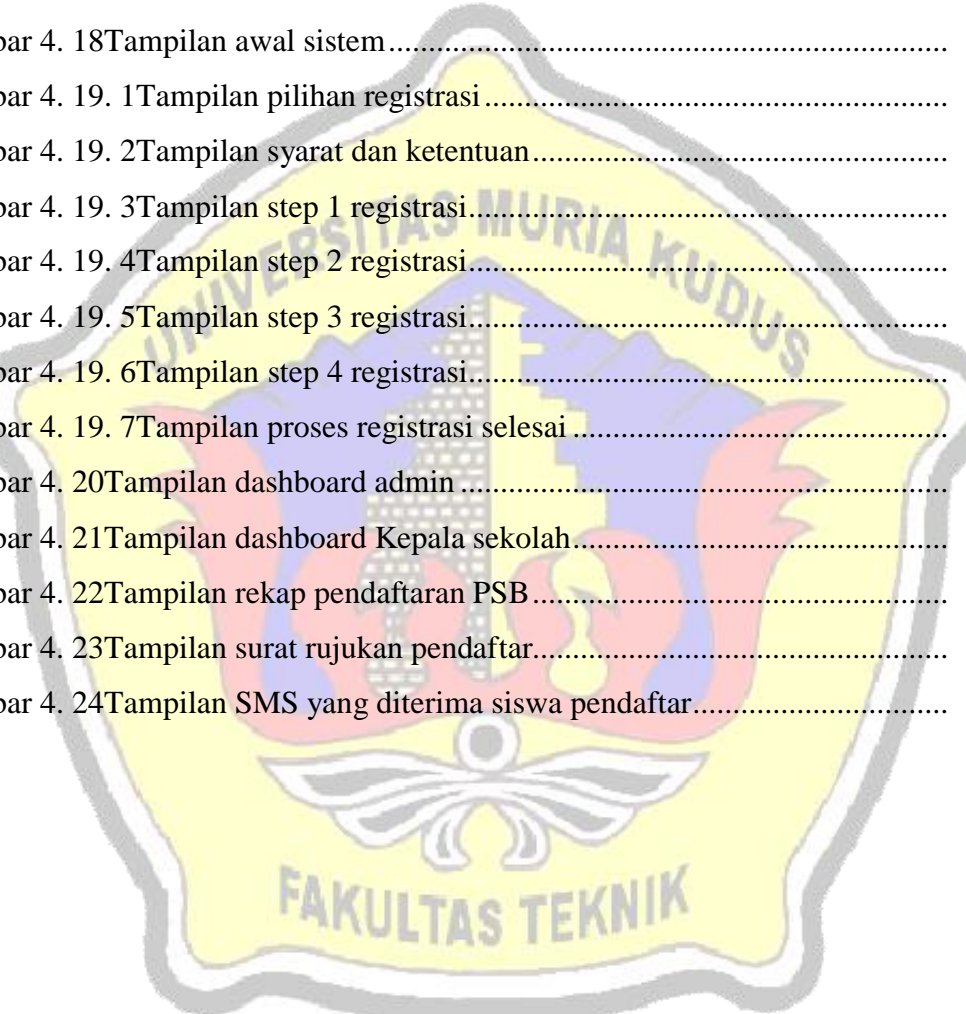 bar 4. 18Tampilan awal sistem................................................................................
bar 4. 19. 1Tampilan pilihan registrasi................................................................
bar 4. 19. 2Tampilan syarat dan ketentuan.........................................................
bar 4. 19. 3Tampilan step 1 registrasi...................................................................
bar 4. 19. 4Tampilan step 2 registrasi...................................................................
bar 4. 19. 5Tampilan step 3 registrasi...................................................................
bar 4. 19. 6Tampilan step 4 registrasi...................................................................
bar 4. 19. 7Tampilan proses registrasi selesai....................................................
bar 4. 20Tampilan dashboard admin.....................................................................
bar 4. 21Tampilan dashboard Kepala sekolah....................................................
bar 4. 22Tampilan rekap pendaftaran PSB..........................................................
bar 4. 23Tampilan surat rujukan pendaftar..........................................................
bar 4. 24Tampilan SMS yang diterima siswa pendaftar....................................
UNIVERSITAS MURIA KUDUS
FAKULTAS TEKNIK